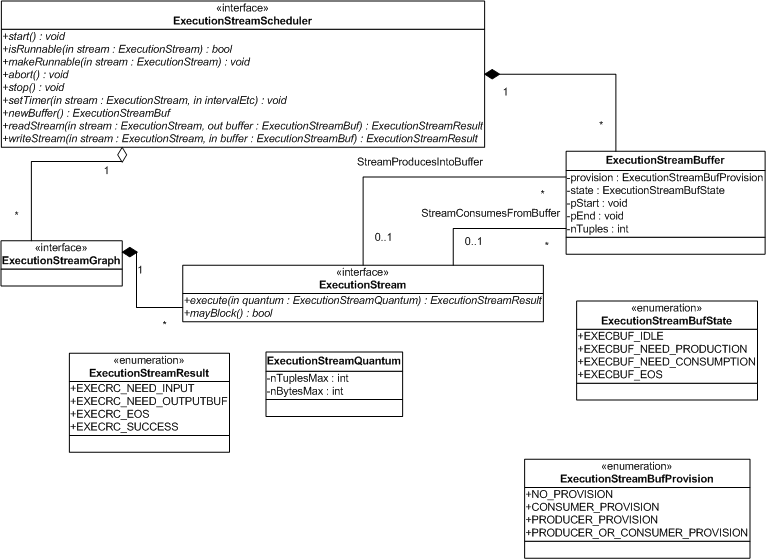 «interface»
ExecutionStreamScheduler
+start() : void
+isRunnable(in stream : ExecutionStream) : bool
+makeRunnable(in stream : ExecutionStream) : void
+abort() : void
+stop() : void
+setTimer(in stream : ExecutionStream, in intervalEtc) : void
+newBuffer() : ExecutionStreamBuf
+readStream(in stream : ExecutionStream, out buffer : ExecutionStreamBuf) : ExecutionStreamResult
+writeStream(in stream : ExecutionStream, in buffer : ExecutionStreamBuf) : ExecutionStreamResult
1
*
1
*
ExecutionStreamBuffer
-provision : ExecutionStreamBufProvision
-state : ExecutionStreamBufState
-pStart : void
-pEnd : void
-nTuples : int
StreamProducesIntoBuffer
*
0..1
StreamConsumesFromBuffer
0..1
*
«interface»
ExecutionStreamGraph
1
*
«interface»
ExecutionStream
+execute(in quantum : ExecutionStreamQuantum) : ExecutionStreamResult
+mayBlock() : bool
«enumeration»
ExecutionStreamBufState
+EXECBUF_IDLE
+EXECBUF_NEED_PRODUCTION
+EXECBUF_NEED_CONSUMPTION
+EXECBUF_EOS
«enumeration»
ExecutionStreamResult
+EXECRC_NEED_INPUT
+EXECRC_NEED_OUTPUTBUF
+EXECRC_EOS
+EXECRC_SUCCESS
ExecutionStreamQuantum
-nTuplesMax : int
-nBytesMax : int
«enumeration»
ExecutionStreamBufProvision
+NO_PROVISION
+CONSUMER_PROVISION
+PRODUCER_PROVISION
+PRODUCER_OR_CONSUMER_PROVISION